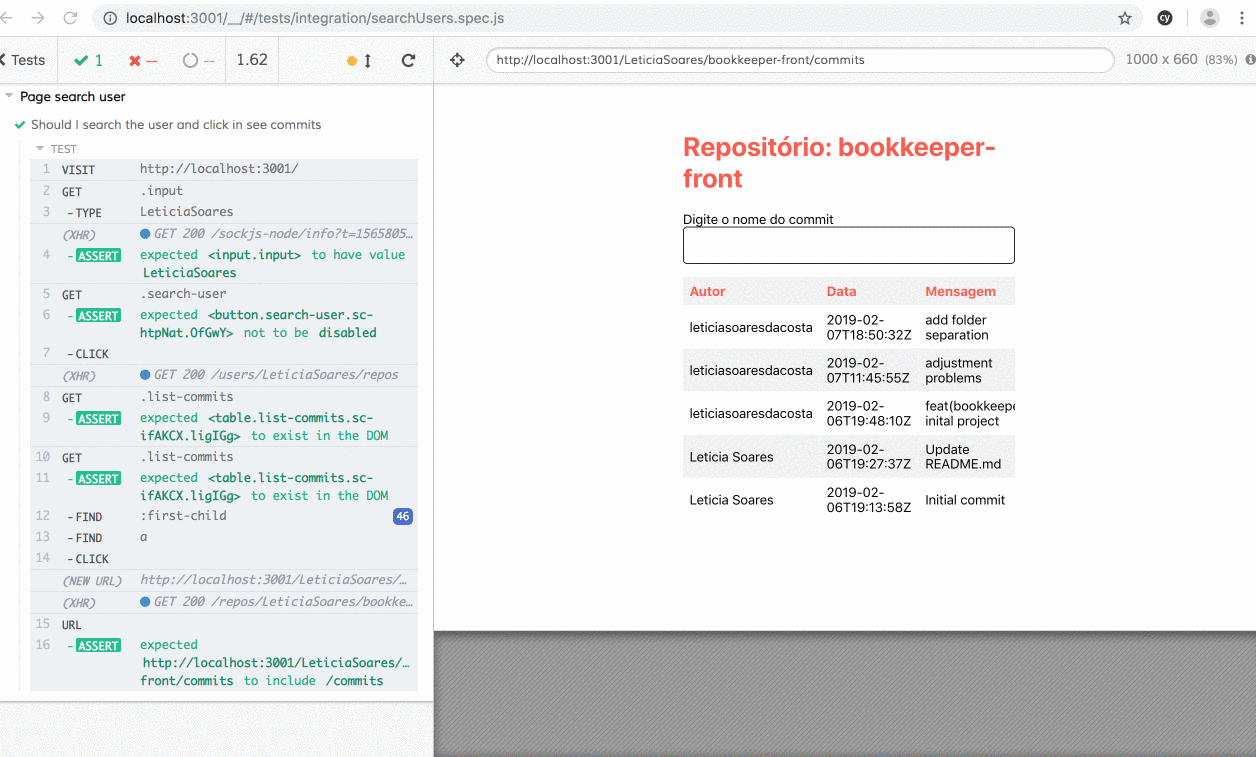 localhost:3001/__/#/tests/integration/searchUsers.spec.js
cy
Tests
1
--
--
1.62
http://localhost:3001/LeticiaSoares/bookkeeper-front/commits
1000 x 660 (83%)
Page search user
Should I search the user and click in see commits
TEST
1 VISIT http://localhost:3001/
2 GET .input
3 -TYPE LeticiaSoares
(XHR) GET 200 /sockjs-node/info?t=1565805…
4 -ASSERT expected <input.input> to have value
LeticiaSoares
5 GET .search-user
6 -ASSERT expected <button.search-user.sc-
htpNat.OfGwY> not to be disabled
7 -CLICK
(XHR) GET 200 /users/LeticiaSoares/repos
8 GET .list-commits
9 -ASSERT expected <table.list-commits.sc-
ifAKCX.ligIGg> to exist in the DOM
10 GET .list-commits
11 -ASSERT expected <table.list-commits.sc-
ifAKCX.ligIGg> to exist in the DOM
12 -FIND :first-child 46
13 -FIND a
14 -CLICK
(NEW URL) http://localhost:3001/LeticiaSoares/…
(XHR) GET 200 /repos/LeticiaSoares/bookke…
15 URL
16 -ASSERT expected
http://localhost:3001/LeticiaSoares/…
front/commits to include /commits
Repositório: bookkeeper-
front
Digite o nome do commit
Autor Data Mensagem
leticiasoaresdacosta 2019-02-07T18:50:32Z add folder separation
leticiasoaresdacosta 2019-02-07T11:45:55Z adjustment problems
leticiasoaresdacosta 2019-02-06T19:48:10Z feat(bookkeepe inital project
Leticia Soares 2019-02-06T19:27:37Z Update README.md
Leticia Soares 2019-02-06T19:13:58Z Initial commit